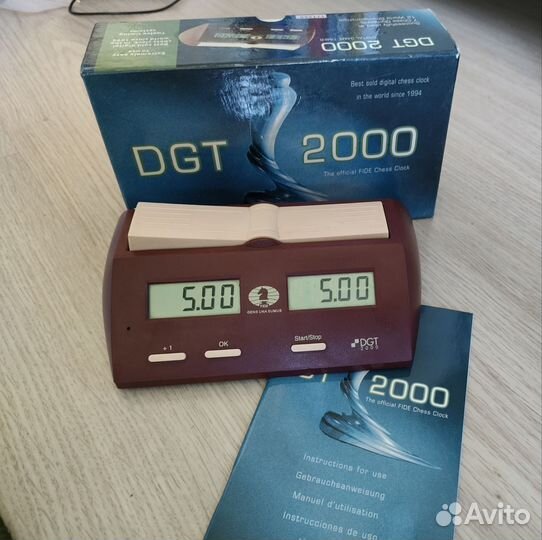 DGT 2000
Best sold digital chess clock
in the world since 1994
DGT 2000
The official FIDE Chess Clock
5.00 5.00
FIDE
GENS UNA SUMUS
+ 1 OK Start/Stop
DGT
2000
DGT 2000
The official FIDE Chess Clock
Instructions for use
Gebrauchsanweisung
Manuel d'utilisation
Instrucciones de uso
Avito